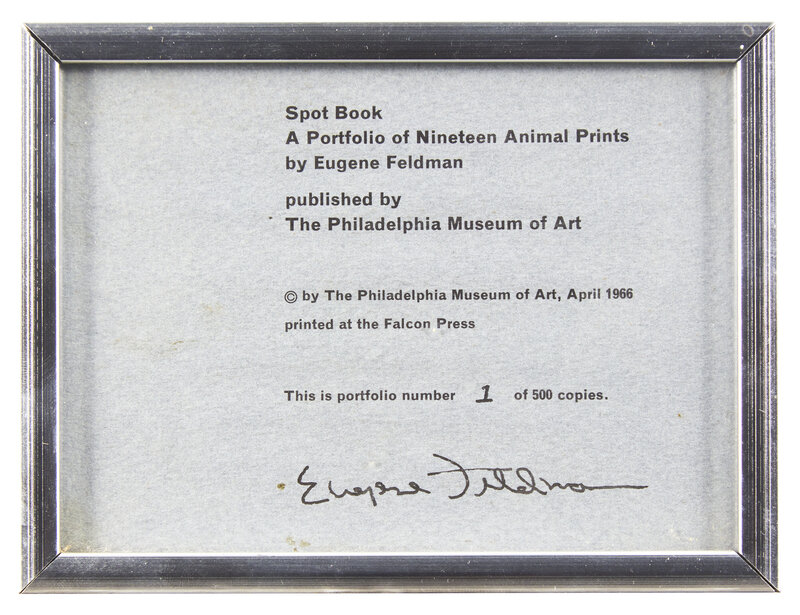 Spot Book
A Portfolio of Nineteen Animal Prints
by Eugene Feldman
published by
The Philadelphia Museum of Art
© by The Philadelphia Museum of Art, April 1966
printed at the Falcon Press
This is portfolio number 1 of 500 copies.
Eugene Feldman